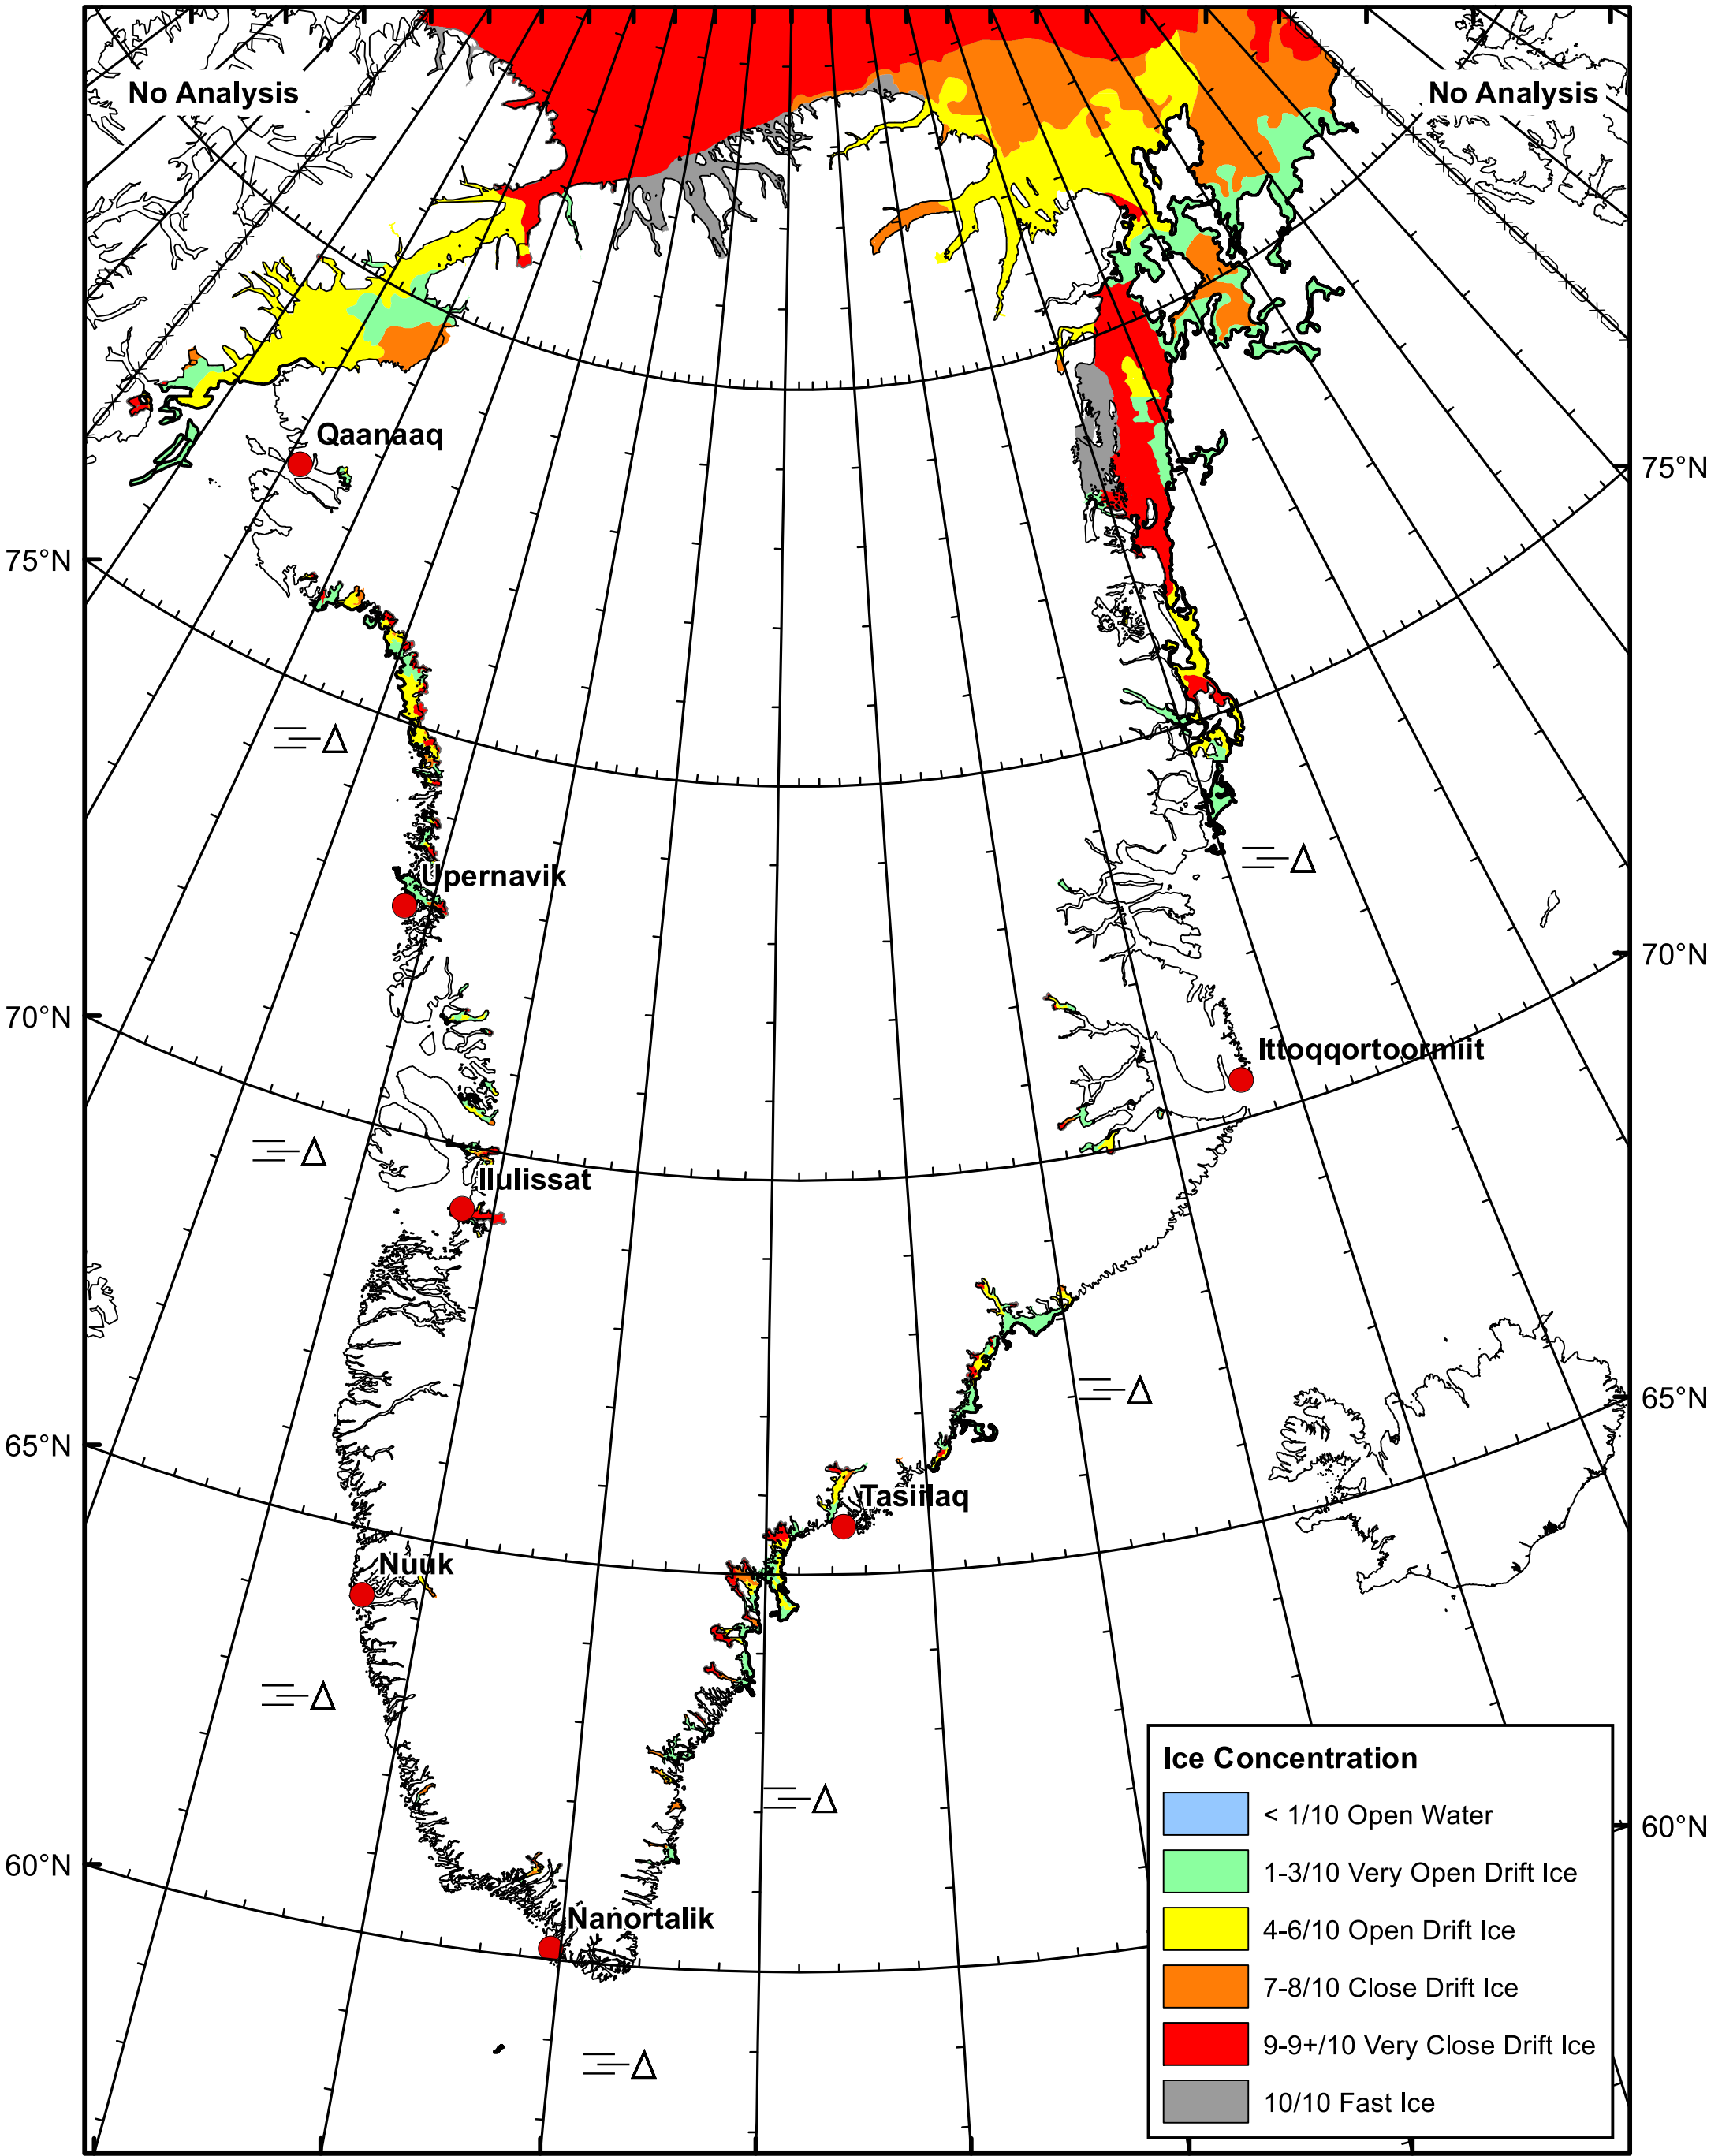 No Analysis
No Analysis
Qaanaaq
75°N
75°N
Upernavik
70°N
70°N
Ittoqqortoormiit
Ilulissat
65°N
65°N
Tasiilaq
Nuuk
Ice Concentration
< 1/10 Open Water
1-3/10 Very Open Drift Ice
4-6/10 Open Drift Ice
7-8/10 Close Drift Ice
9-9+/10 Very Close Drift Ice
10/10 Fast Ice
60°N
60°N
Nanortalik